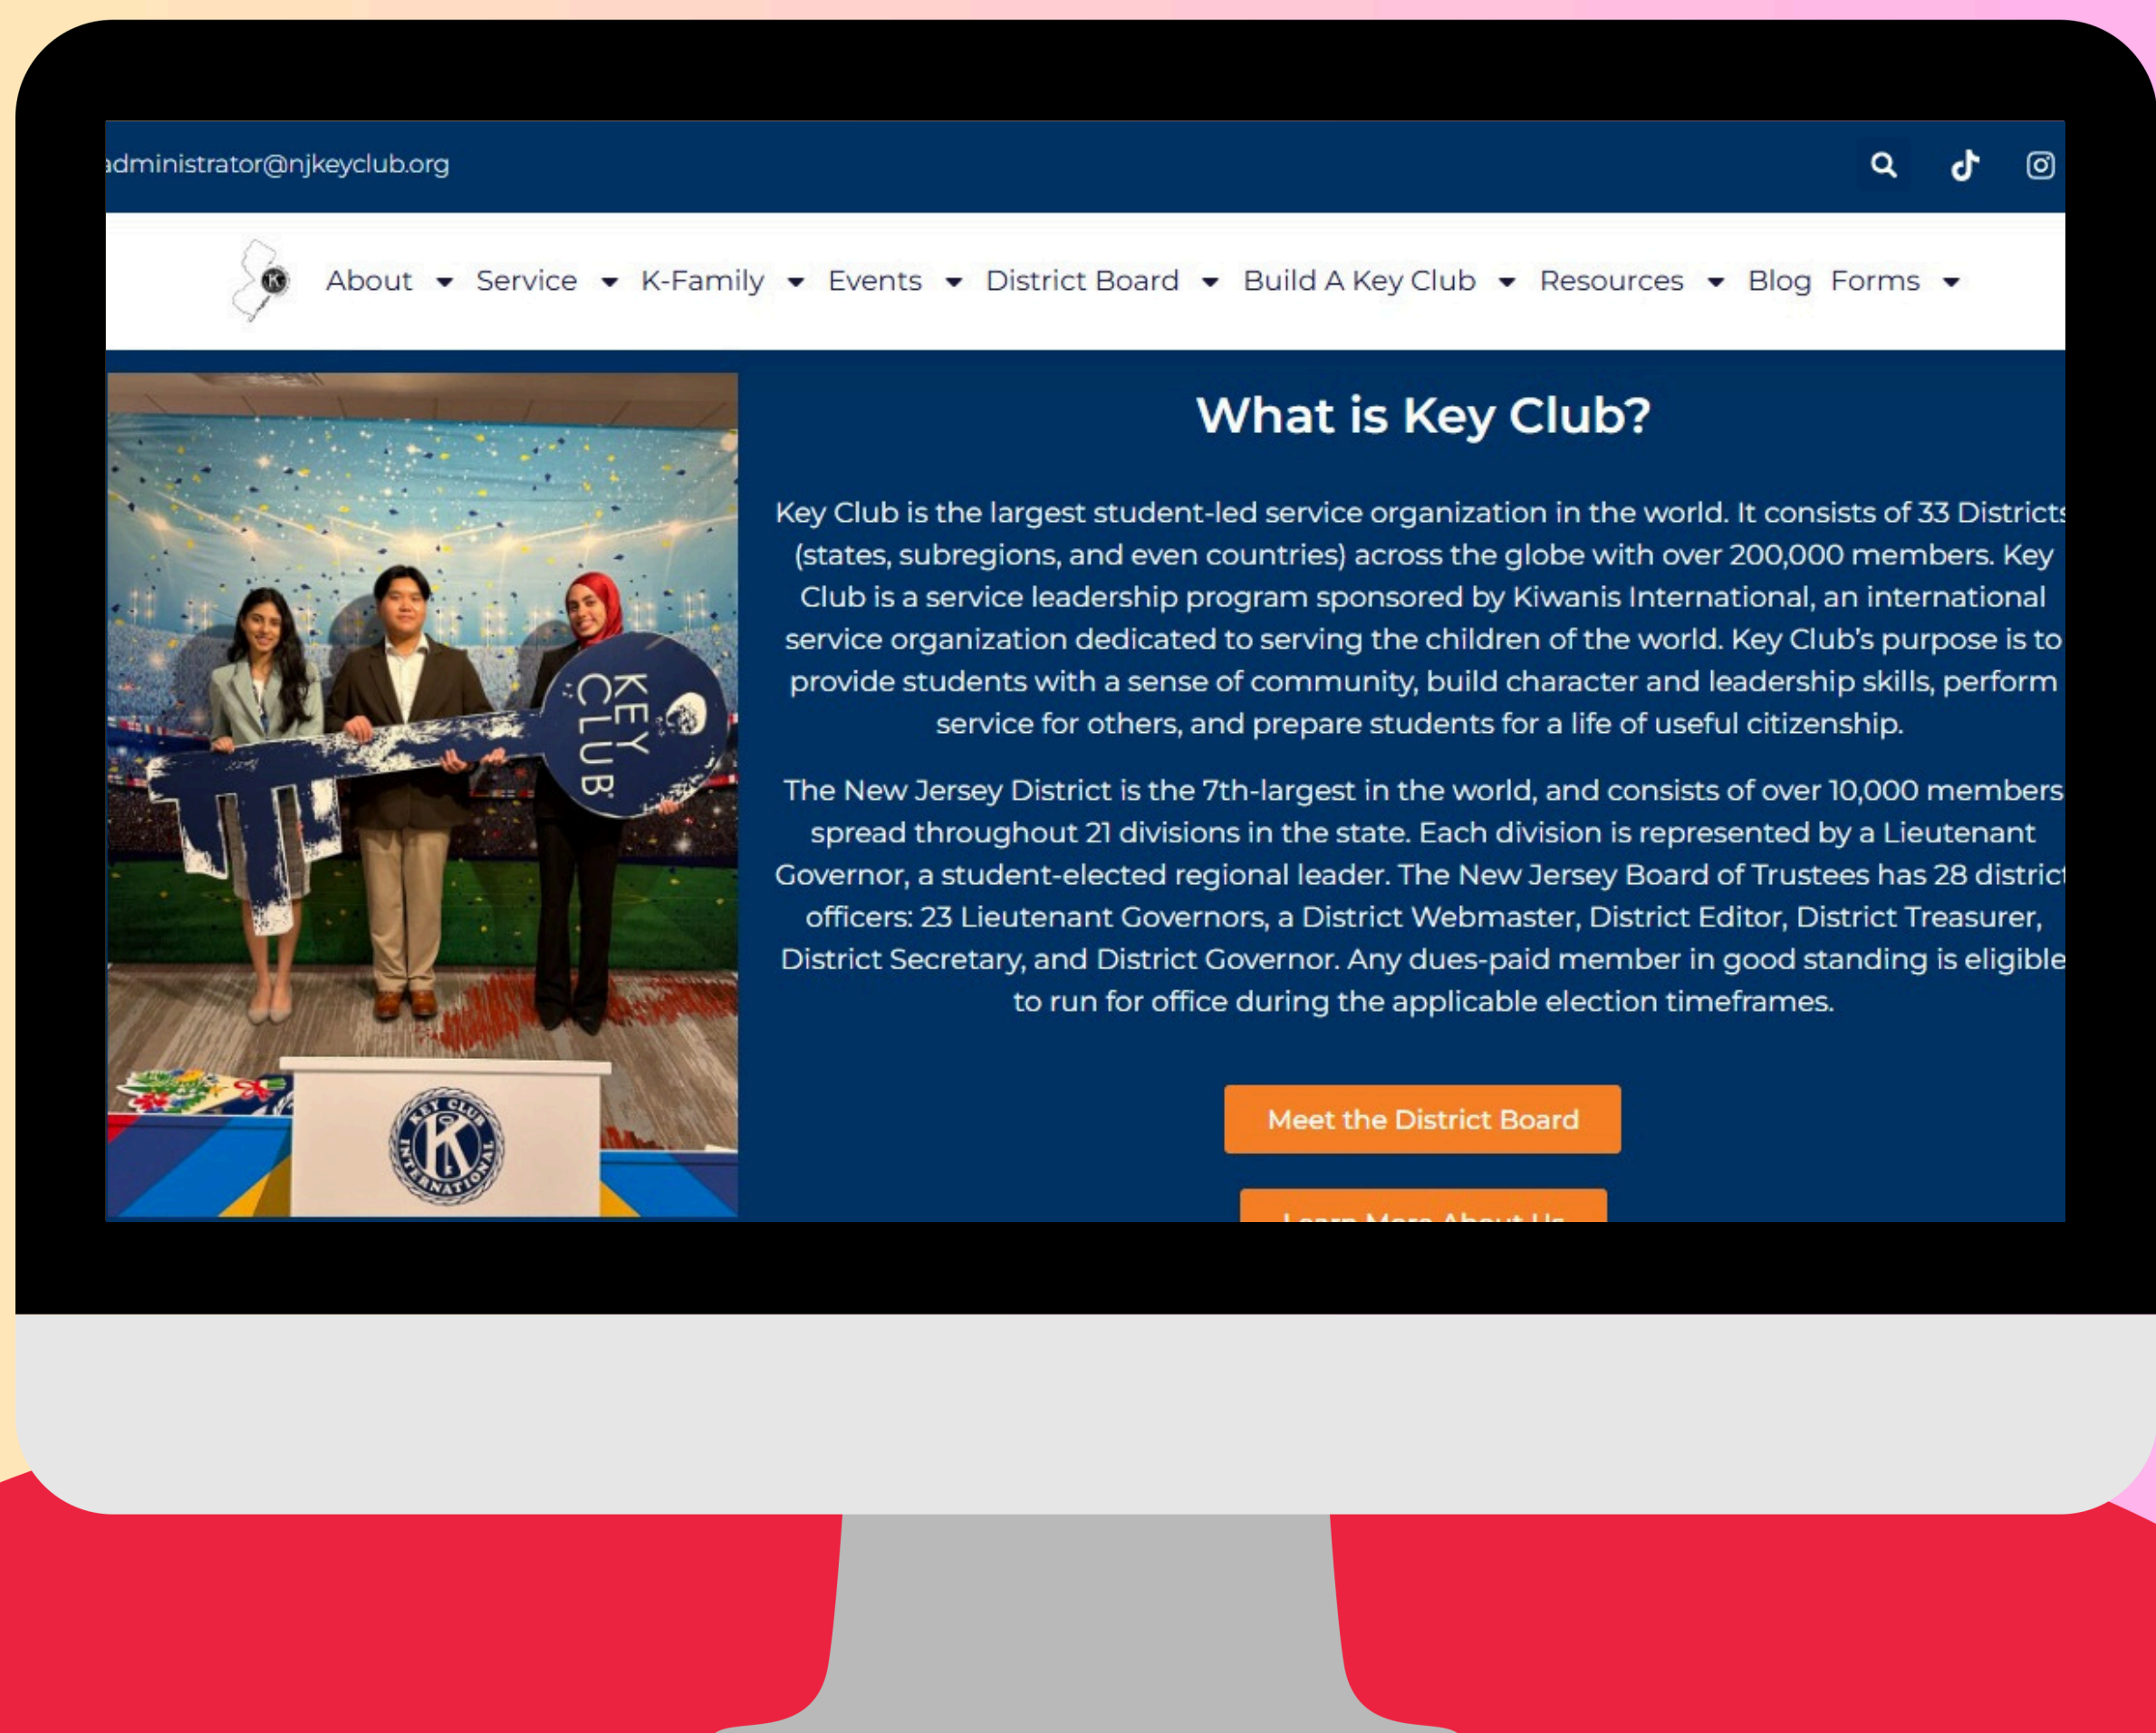 administrator@njkeyclub.org
K
About Service K-Family Events District Board Build A Key Club Resources Blog Forms
KEY
CLUB
KEY CLUB
K
INTERNATIONAL
What is Key Club?
Key Club is the largest student-led service organization in the world. It consists of 33 Districts
(states, subregions, and even countries) across the globe with over 200,000 members. Key
Club is a service leadership program sponsored by Kiwanis International, an international
service organization dedicated to serving the children of the world. Key Club’s purpose is to
provide students with a sense of community, build character and leadership skills, perform
service for others, and prepare students for a life of useful citizenship.
The New Jersey District is the 7th-largest in the world, and consists of over 10,000 members
spread throughout 21 divisions in the state. Each division is represented by a Lieutenant
Governor, a student-elected regional leader. The New Jersey Board of Trustees has 28 district
officers: 23 Lieutenant Governors, a District Webmaster, District Editor, District Treasurer,
District Secretary, and District Governor. Any dues-paid member in good standing is eligible
to run for office during the applicable election timeframes.
Meet the District Board
Learn More About Us